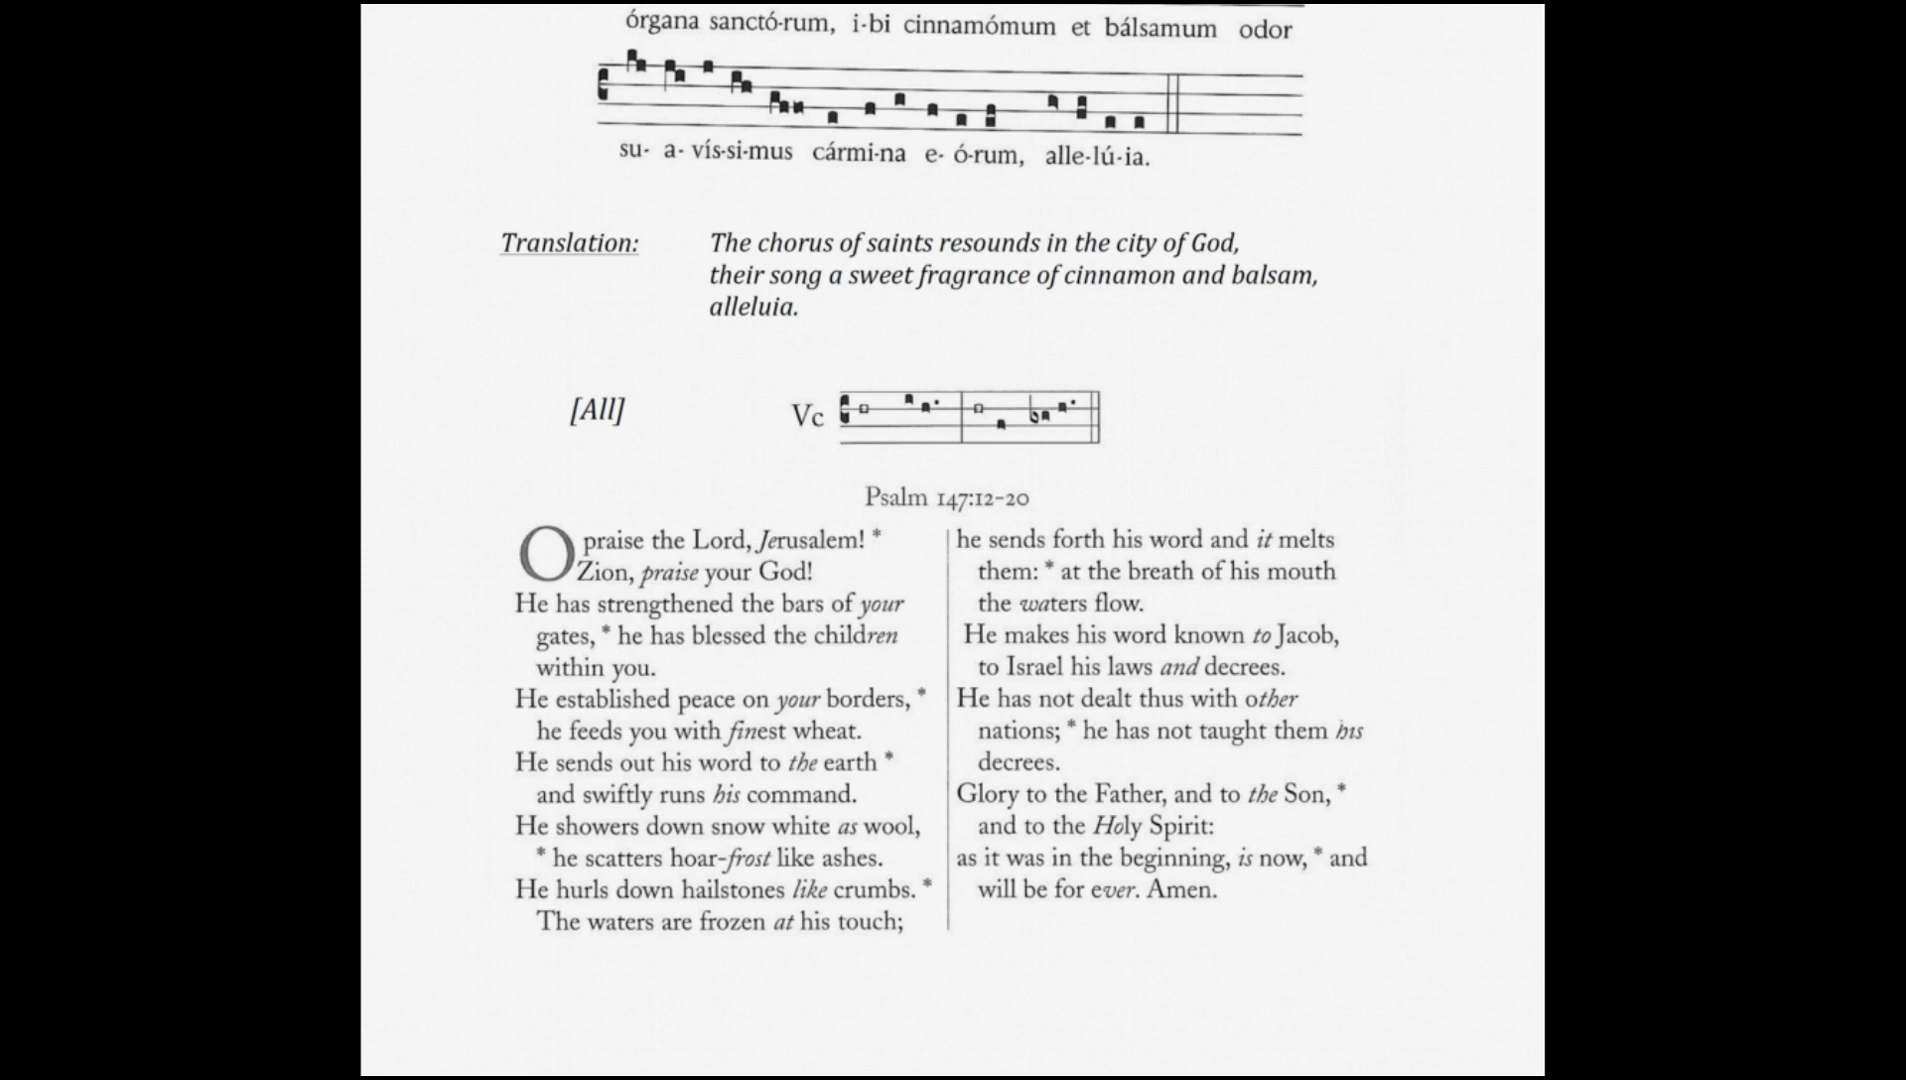 órgana sanctó-rum, i-bi cinnamómum et bálsamum odor
su- a- vís-si-mus cármi-na e- ó-rum, alle-lú-ia.
Translation:
The chorus of saints resounds in the city of God,
their song a sweet fragrance of cinnamon and balsam,
alleluia.
[All]
Vc
Psalm 147:12-20
O praise the Lord, Jerusalem! *
Zion, praise your God!
He has strengthened the bars of your
gates, * he has blessed the children
within you.
He established peace on your borders, *
he feeds you with finest wheat.
He sends out his word to the earth *
and swiftly runs his command.
He showers down snow white as wool,
* he scatters hoar-frost like ashes.
He hurls down hailstones like crumbs. *
The waters are frozen at his touch;
he sends forth his word and it melts
them: * at the breath of his mouth
the waters flow.
He makes his word known to Jacob,
to Israel his laws and decrees.
He has not dealt thus with other
nations; * he has not taught them his
decrees.
Glory to the Father, and to the Son, *
and to the Holy Spirit:
as it was in the beginning, is now, * and
will be for ever. Amen.